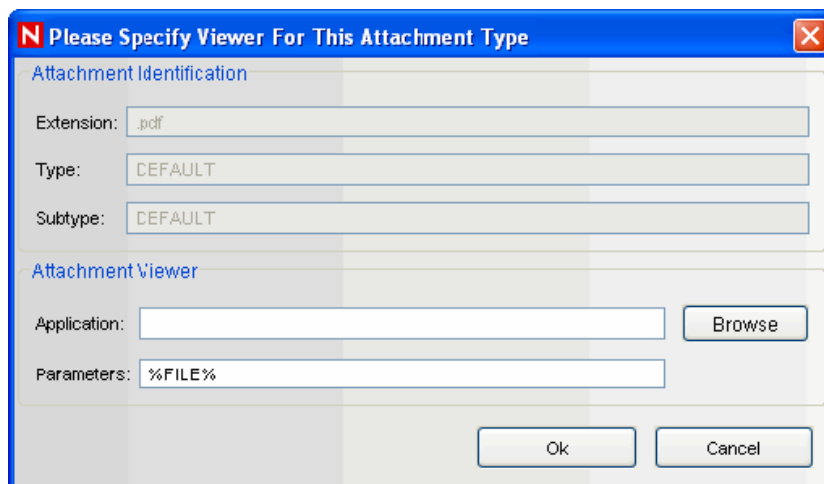 N Please Specify Viewer For This Attachment Type
Attachment Identification
Extension: .pdf
Type: DEFAULT
Subtype: DEFAULT
Attachment Viewer
Application: Browse
Parameters: %FILE%
Ok Cancel